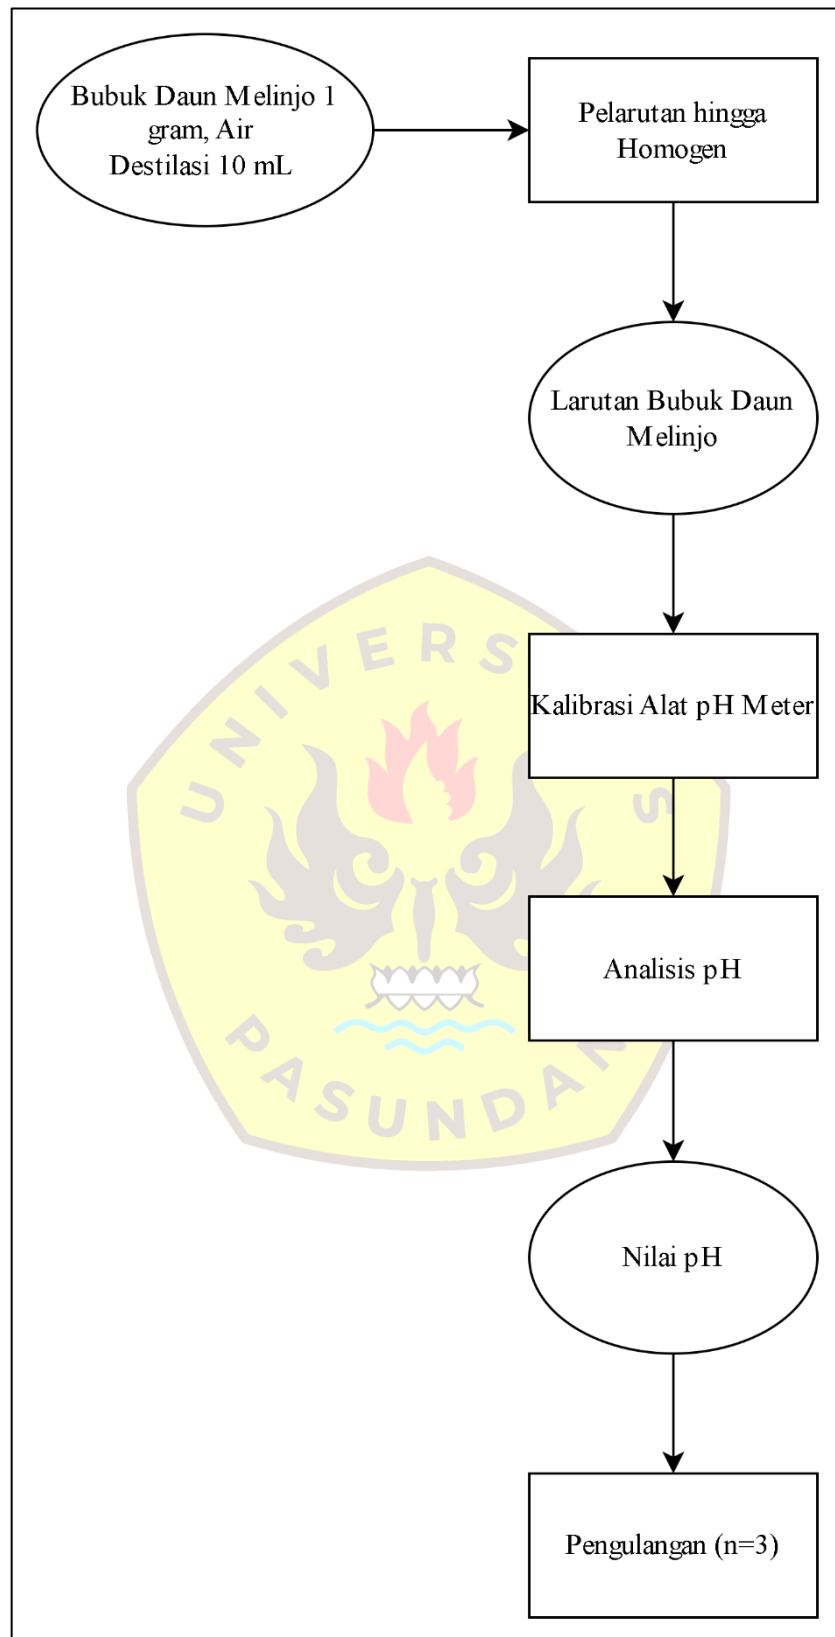 Bubuk Daun Melinjo 1
gram, Air
Destilasi 10 mL
Pelarutan hingga
Homogen
Larutan Bubuk Daun
Melinjo
Kalibrasi Alat pH Meter
Analisis pH
Nilai pH
Pengulangan (n=3)
UNIVERS S
PASUNDAN